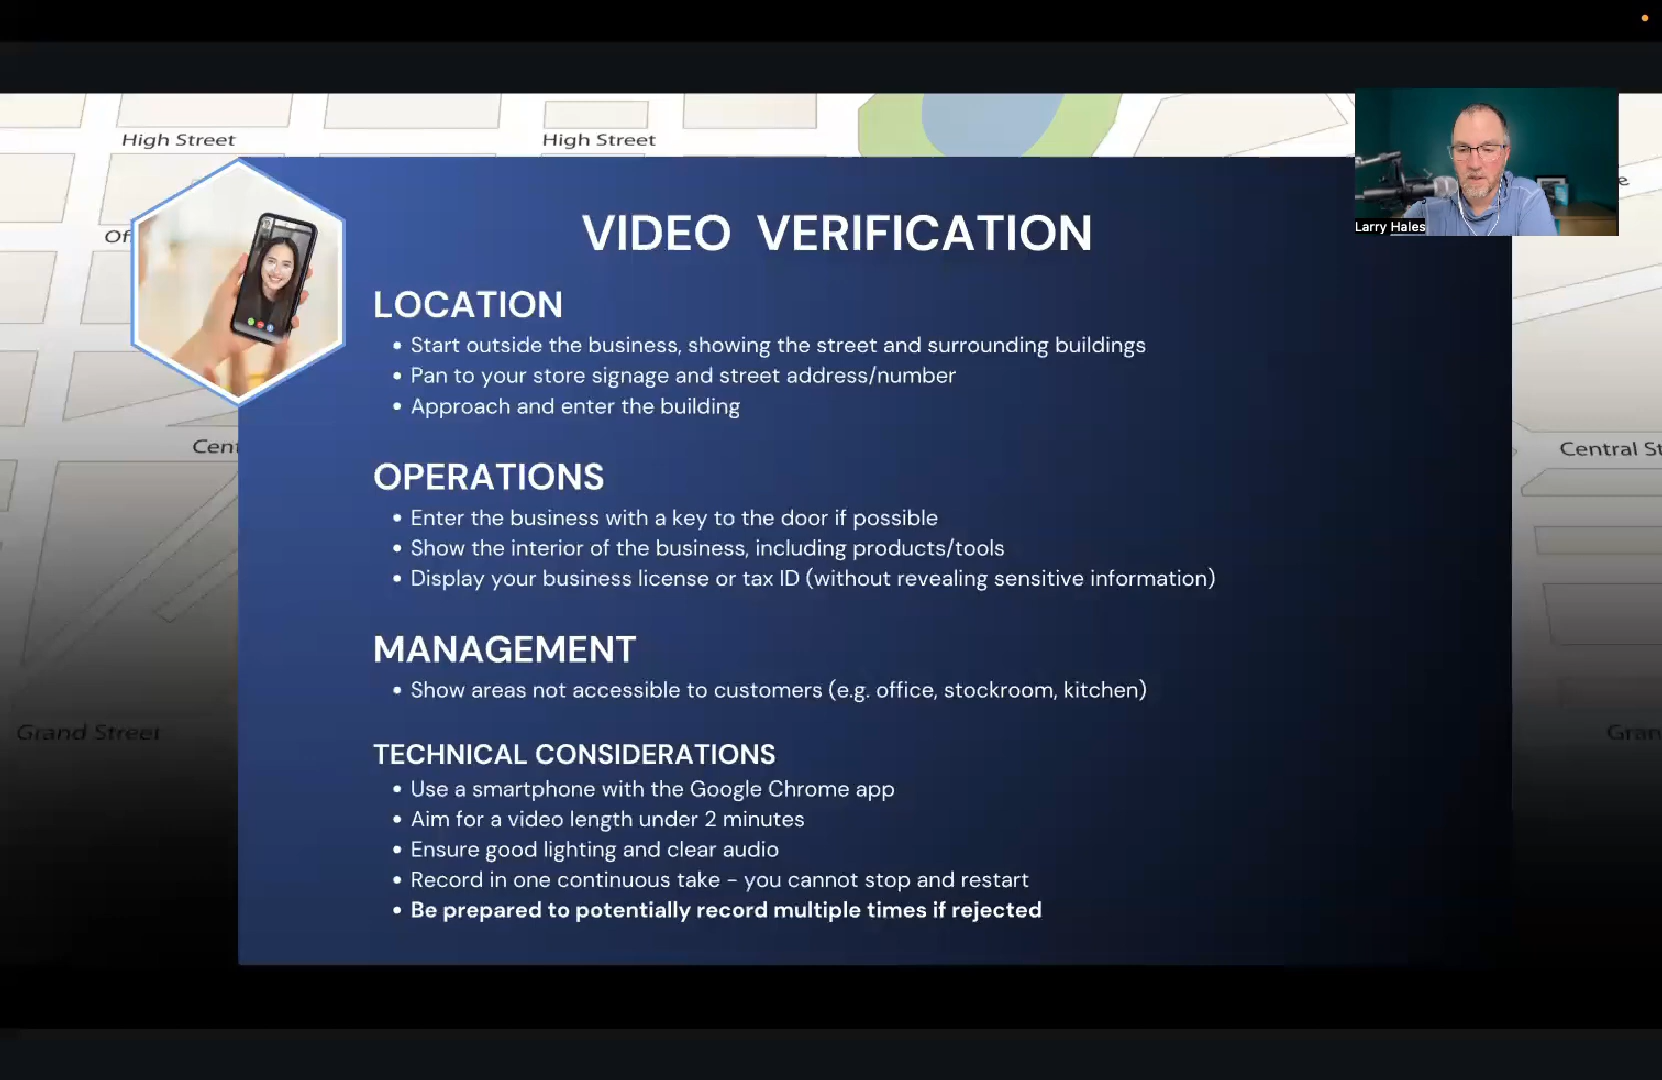 High Street
High Street
Larry Hales
VIDEO VERIFICATION
LOCATION
• Start outside the business, showing the street and surrounding buildings
• Pan to your store signage and street address/number
• Approach and enter the building
Cen
Central St
OPERATIONS
• Enter the business with a key to the door if possible
• Show the interior of the business, including products/tools
• Display your business license or tax ID (without revealing sensitive information)
MANAGEMENT
• Show areas not accessible to customers (e.g. office, stockroom, kitchen)
Grand Street
Gran
TECHNICAL CONSIDERATIONS
• Use a smartphone with the Google Chrome app
• Aim for a video length under 2 minutes
• Ensure good lighting and clear audio
• Record in one continuous take – you cannot stop and restart
• Be prepared to potentially record multiple times if rejected